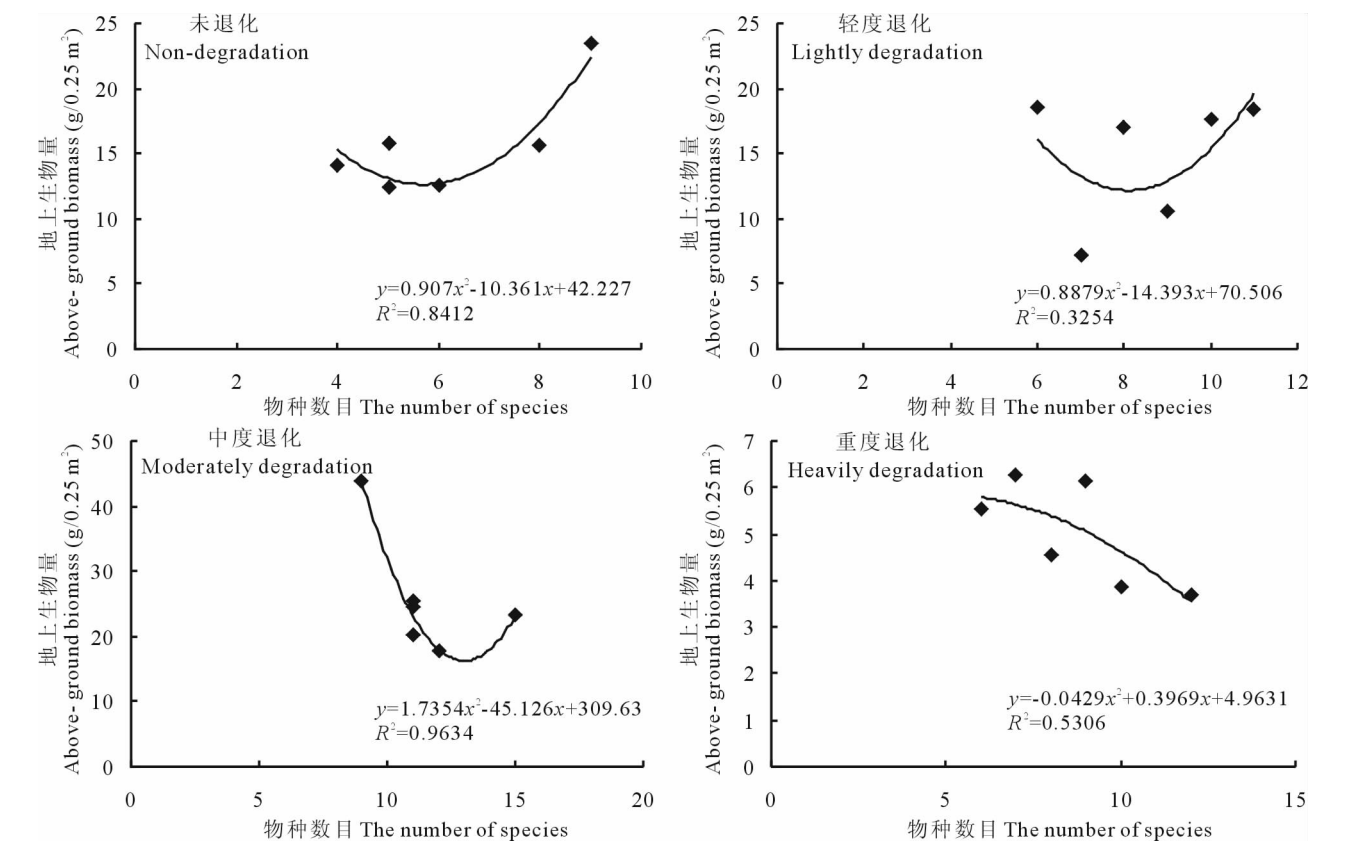 未退化
Non-degradation
地上生物量
Above- ground biomass (g/0.25 m²)
25
20
15
10
5
0
y=0.907x²-10.361x+42.227
R²=0.8412
0 2 4 6 8 10
物种数目 The number of species
轻度退化
Lightly degradation
地上生物量
Above- ground biomass (g/0.25 m²)
25
20
15
10
5
0
y=0.8879x²-14.393x+70.506
R²=0.3254
0 2 4 6 8 10 12
物种数目 The number of species
中度退化
Moderately degradation
地上生物量
Above- ground biomass (g/0.25 m²)
50
40
30
20
10
0
y=1.7354x²-45.126x+309.63
R²=0.9634
0 5 10 15 20
物种数目 The number of species
重度退化
Heavily degradation
地上生物量
Above- ground biomass (g/0.25 m²)
7
6
5
4
3
2
1
0
y=-0.0429x²+0.3969x+4.9631
R²=0.5306
0 5 10 15
物种数目 The number of species